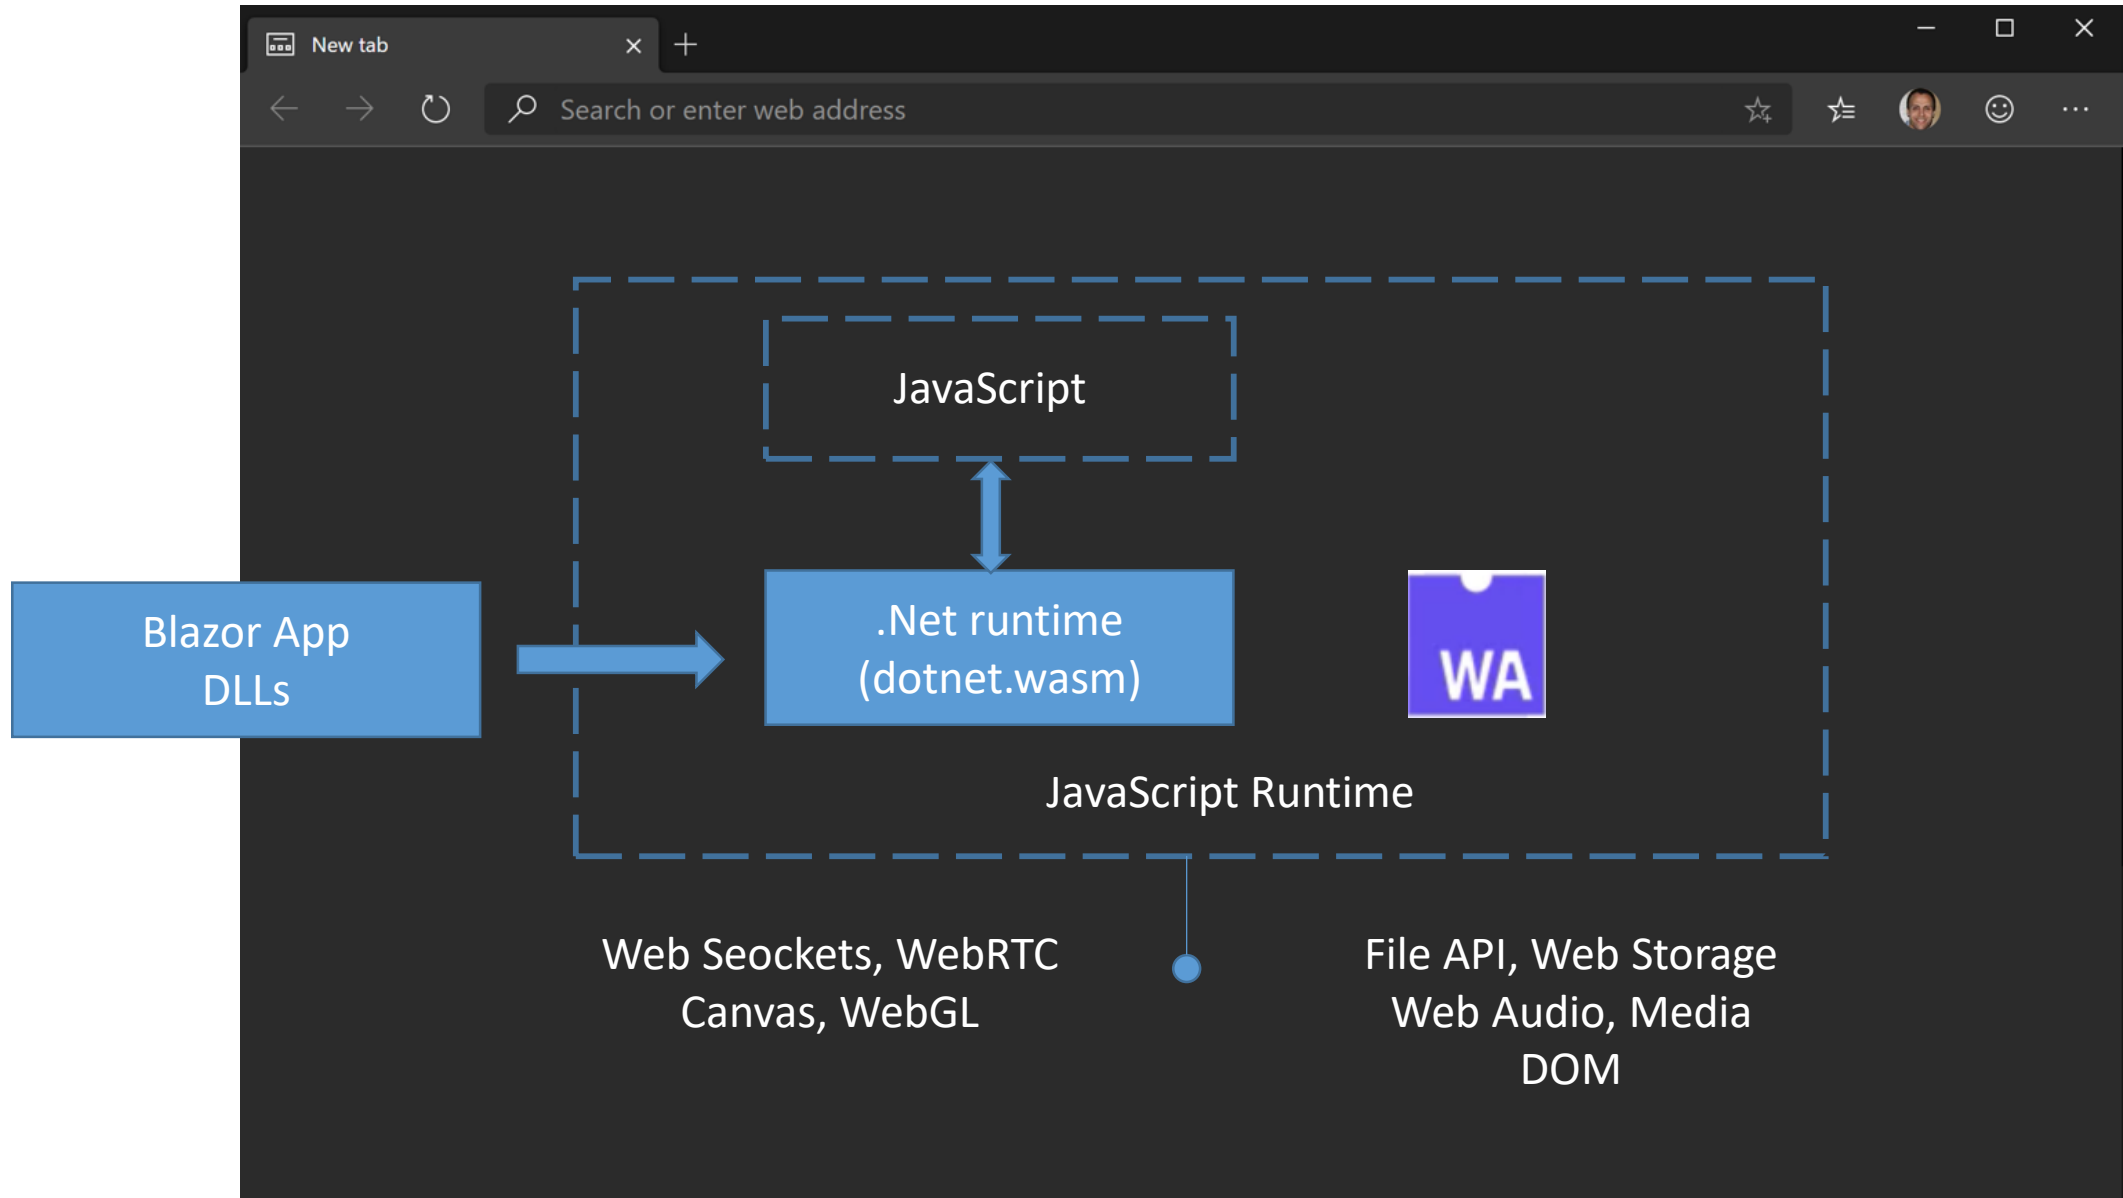 New tab
Search or enter web address
JavaScript
Blazor App
DLLs
.Net runtime
(dotnet.wasm)
WA
JavaScript Runtime
Web Seockets, WebRTC
Canvas, WebGL
File API, Web Storage
Web Audio, Media
DOM